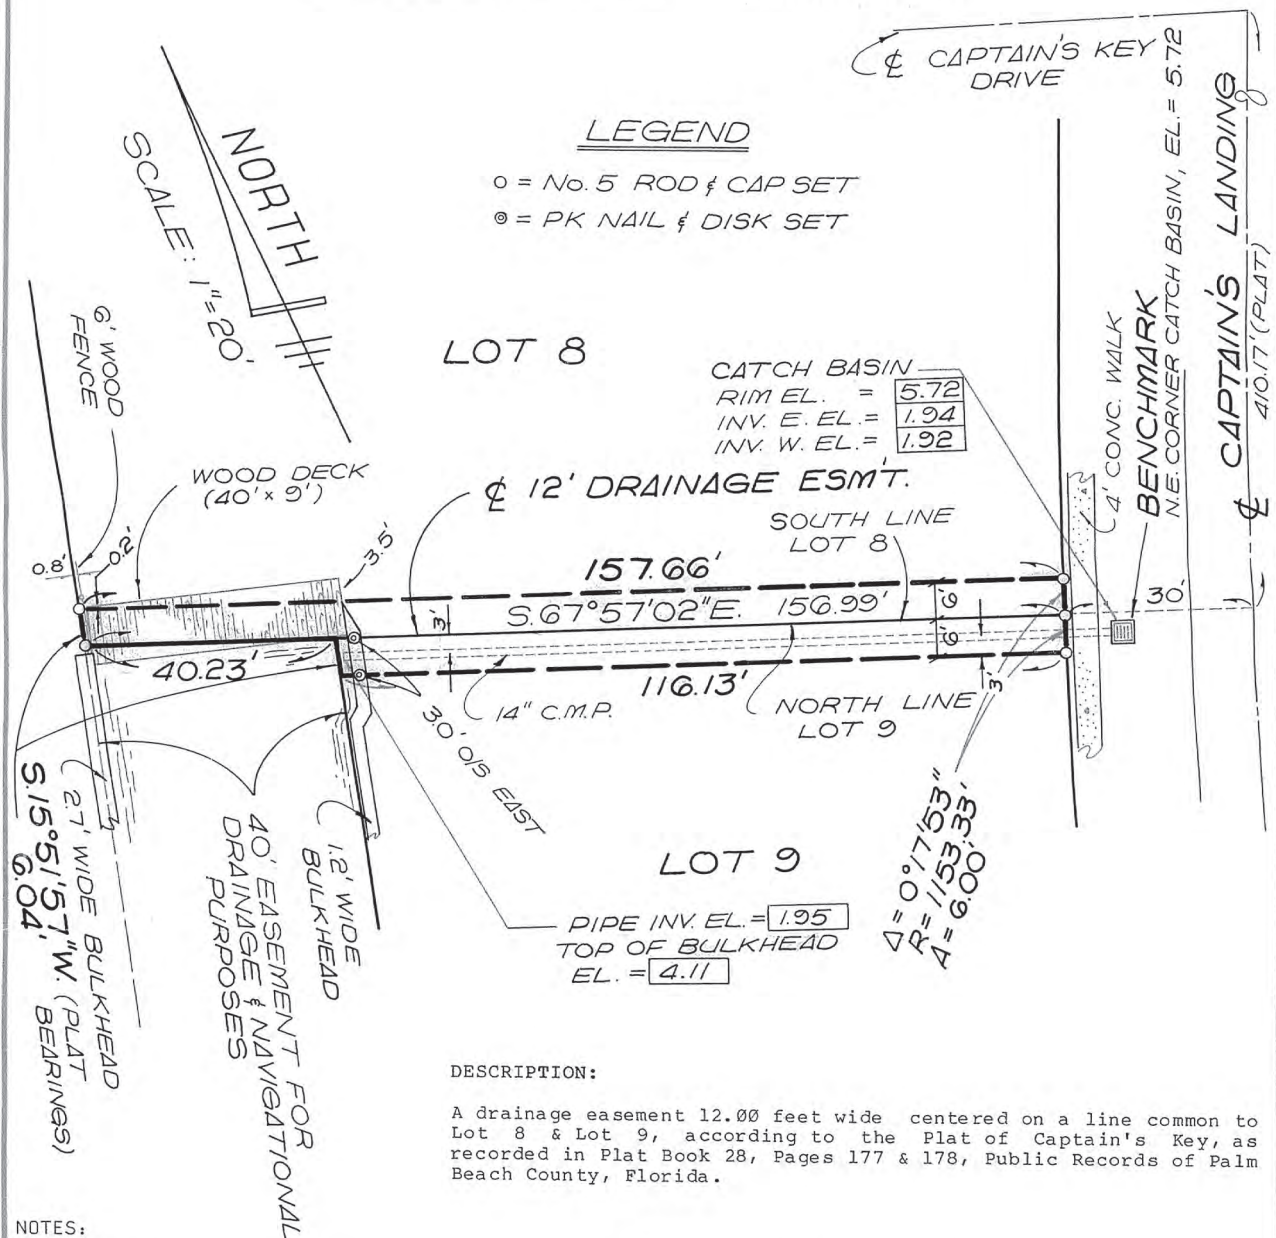 ℄ CAPTAIN'S KEY
DRIVE
NORTH
SCALE: 1"=20'
LEGEND
○ = No. 5 ROD & CAP SET
◎ = PK NAIL & DISK SET
6' WOOD
FENCE
LOT 8
CATCH BASIN
RIM EL. = 5.72
INV. E. EL. = 1.94
INV. W. EL. = 1.92
4' CONC. WALK
BENCHMARK
N.E. CORNER CATCH BASIN, EL. = 5.72
℄ CAPTAIN'S LANDING
410.17' (PLAT)
WOOD DECK
(40' x 9')
℄ 12' DRAINAGE ESM'T.
SOUTH LINE
LOT 8
0.8'
0.2'
3.5'
157.66'
S. 67°57'02" E. 156.99'
3'
6'
6'
3'
30'
40.23'
116.13'
14" C.M.P.
NORTH LINE
LOT 9
3.0' O/S EAST
S. 15°51'57" W. (PLAT
BEARINGS)
6.04'
2.7' WIDE BULKHEAD
40' EASEMENT FOR
DRAINAGE & NAVIGATIONAL
PURPOSES
1.2' WIDE
BULKHEAD
LOT 9
Δ = 0°17'53"
R = 1153.33'
A = 6.00'
PIPE INV. EL. = 1.95
TOP OF BULKHEAD
EL. = 4.11
DESCRIPTION:
A drainage easement 12.00 feet wide centered on a line common to
Lot 8 & Lot 9, according to the Plat of Captain's Key, as
recorded in Plat Book 28, Pages 177 & 178, Public Records of Palm
Beach County, Florida.
NOTES: